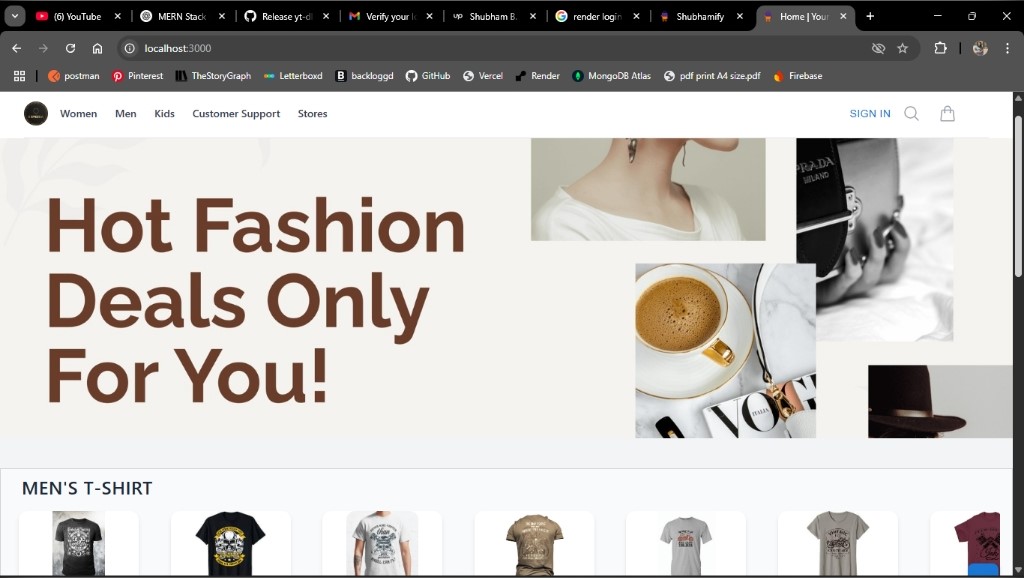 (6) YouTube
MERN Stack
Release yt-dl
Verify your
Shubham B.
render login
Shubhamify
Home | Your
localhost:3000
postman
Pinterest
TheStoryGraph
Letterboxd
backloggd
GitHub
Vercel
Render
MongoDB Atlas
pdf print A4 size.pdf
Firebase
Women
Men
Kids
Customer Support
Stores
SIGN IN
Hot Fashion
Deals Only
For You!
PRADA
MILANO
ITALIA
MEN'S T-SHIRT